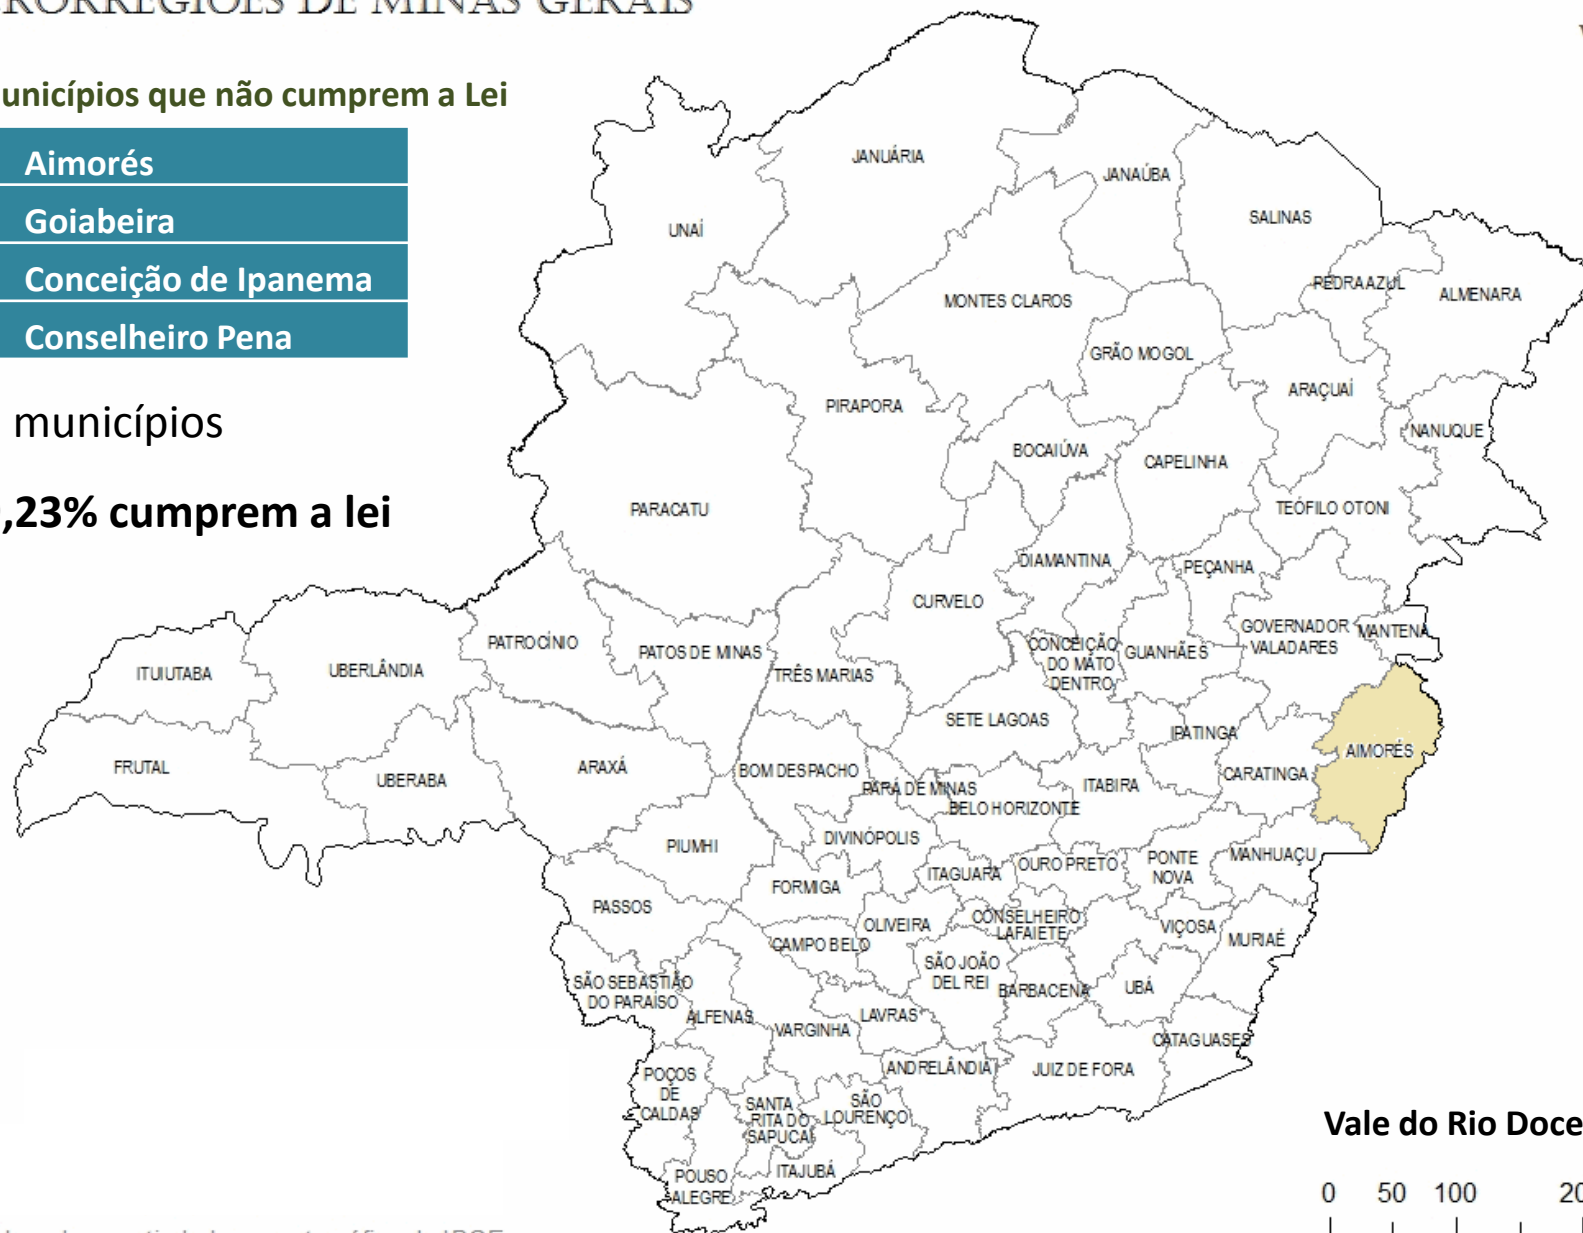 MICRORREGIÕES DE MINAS GERAIS
unicípios que não cumprem a Lei
Aimorés
Goiabeira
Conceição de Ipanema
Conselheiro Pena
municípios
,23% cumprem a lei
JANUÁRIA
JANAÚBA
SALINAS
UNAÍ
PEDRA AZUL
ALMENARA
MONTES CLAROS
GRÃO MOGOL
ARAÇUAÍ
PIRAPORA
NANUQUE
BOCAIÚVA
CAPELINHA
PARACATU
TEÓFILO OTONI
DIAMANTINA
PEÇANHA
CURVELO
GOVERNADOR
VALADARES
MANTENA
PATROCÍNIO
PATOS DE MINAS
CONCEIÇÃO
DO MATO
DENTRO
GUANHÃES
ITUIUTABA
UBERLÂNDIA
TRÊS MARIAS
SETE LAGOAS
IPATINGA
AIMORÉS
FRUTAL
UBERABA
ARAXÁ
BOM DESPACHO
PARÁ DE MINAS
ITABIRA
CARATINGA
BELO HORIZONTE
PIUMHI
DIVINÓPOLIS
ITAGUARA
OURO PRETO
PONTE
NOVA
MANHUAÇU
FORMIGA
PASSOS
OLIVEIRA
CONSELHEIRO
LAFAIETE
VIÇOSA
MURIAÉ
CAMPO BELO
SÃO JOÃO
DEL REI
BARBACENA
UBÁ
SÃO SEBASTIÃO
DO PARAÍSO
ALFENAS
VARGINHA
LAVRAS
CATAGUASES
ANDRELÂNDIA
JUIZ DE FORA
POÇOS
DE
CALDAS
SANTA
RITA DO
SAPUCAÍ
SÃO
LOURENÇO
POUSO
ALEGRE
ITAJUBÁ
Vale do Rio Doce
0 50 100 20